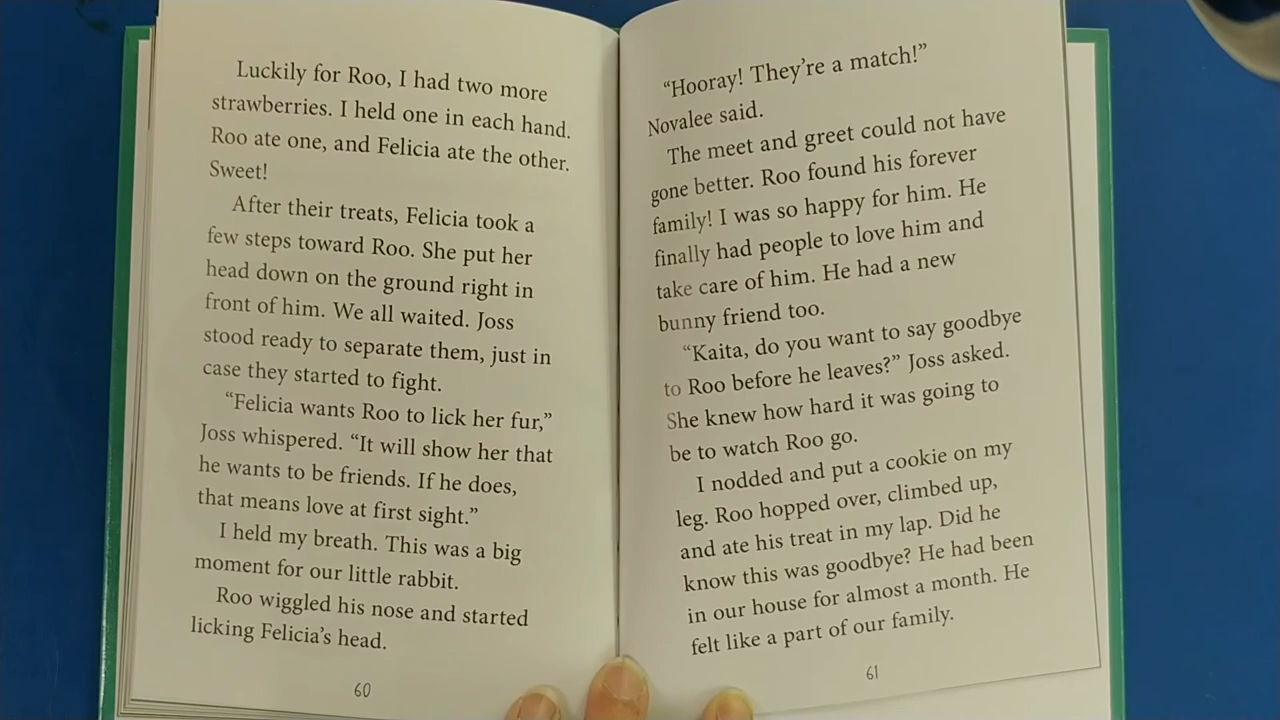 Luckily for Roo, I had two more
strawberries. I held one in each hand.
Roo ate one, and Felicia ate the other.
Sweet!
After their treats, Felicia took a
few steps toward Roo. She put her
head down on the ground right in
front of him. We all waited. Joss
stood ready to separate them, just in
case they started to fight.
“Felicia wants Roo to lick her fur,”
Joss whispered. “It will show her that
he wants to be friends. If he does,
that means love at first sight.”
I held my breath. This was a big
moment for our little rabbit.
Roo wiggled his nose and started
licking Felicia’s head.
60
“Hooray! They’re a match!”
Novalee said.
The meet and greet could not have
gone better. Roo found his forever
family! I was so happy for him. He
finally had people to love him and
take care of him. He had a new
bunny friend too.
“Kaita, do you want to say goodbye
to Roo before he leaves?” Joss asked.
She knew how hard it was going to
be to watch Roo go.
I nodded and put a cookie on my
leg. Roo hopped over, climbed up,
and ate his treat in my lap. Did he
know this was goodbye? He had been
in our house for almost a month. He
felt like a part of our family.
61